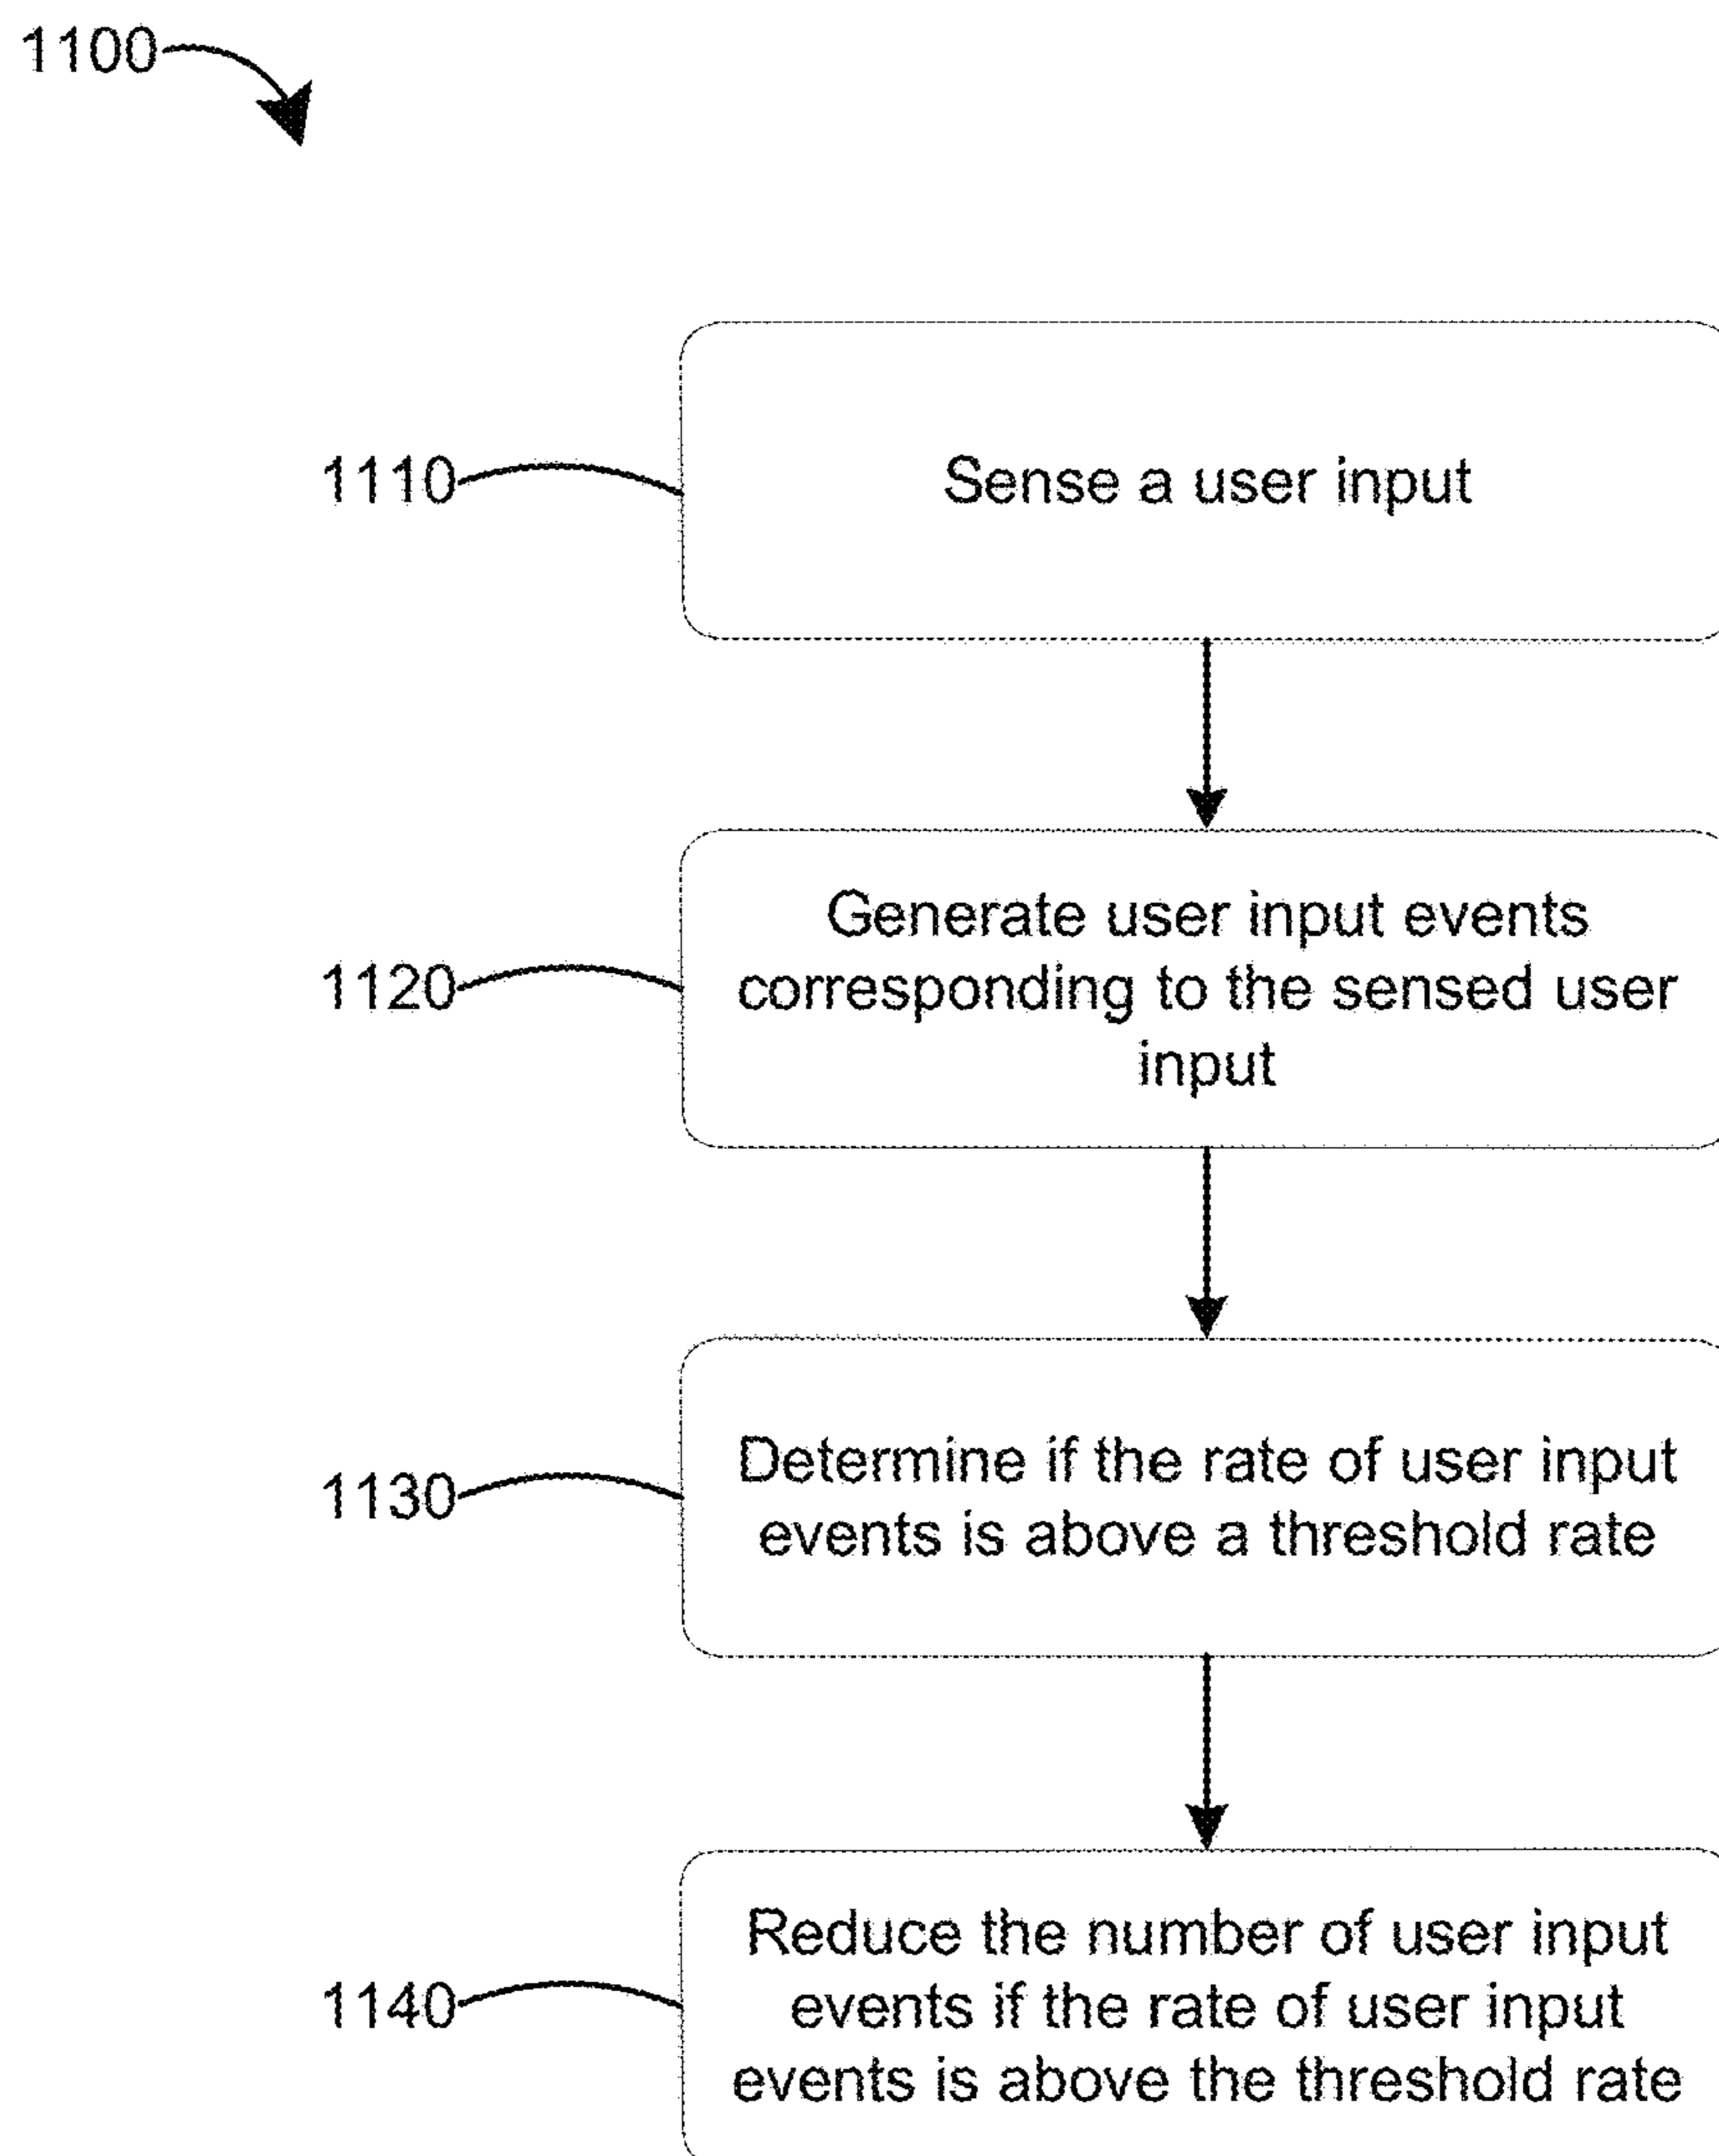 1100
1110
Sense a user input
1120
Generate user input events
corresponding to the sensed user
input
1130
Determine if the rate of user input
events is above a threshold rate
1140
Reduce the number of user input
events if the rate of user input
events is above the threshold rate